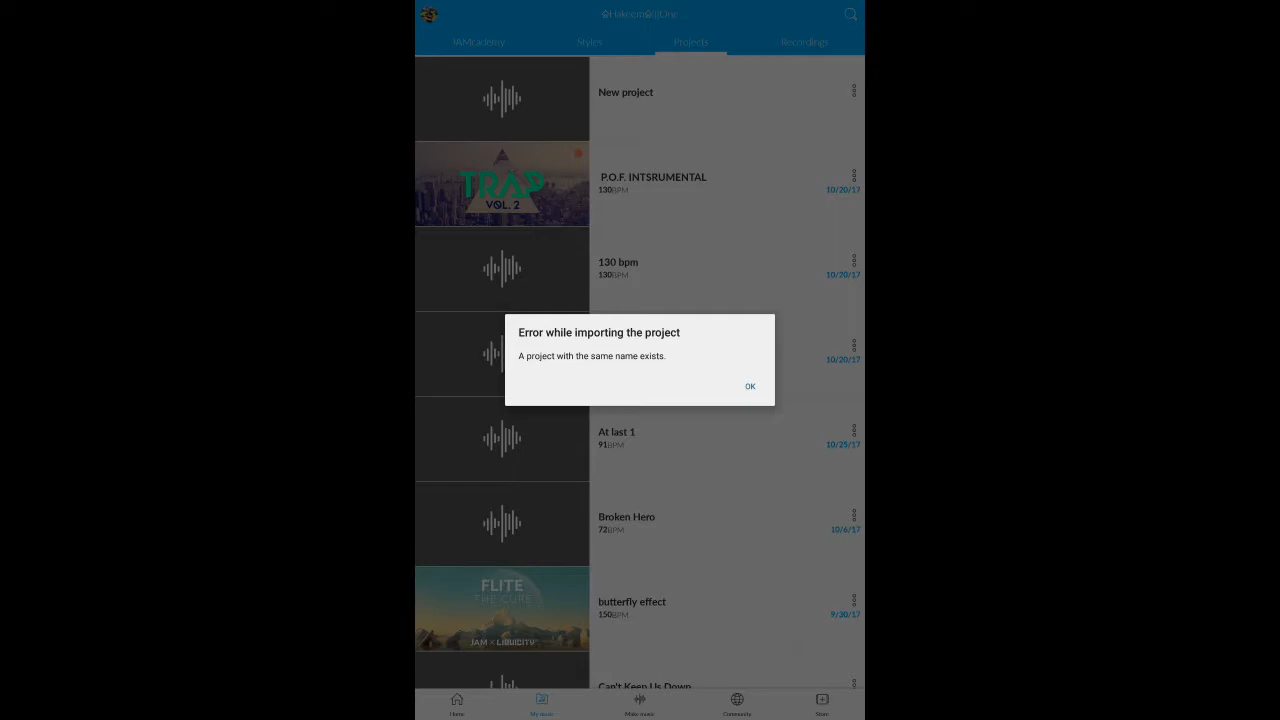 JAMcademy
Styles
Projects
Recordings
New project
TRAP
VOL. 2
P.O.F. INTSRUMENTAL
130BPM
10/20/17
130 bpm
130BPM
10/20/17
Error while importing the project
A project with the same name exists.
OK
10/20/17
At last 1
91BPM
10/25/17
Broken Hero
72BPM
10/6/17
FLITE
THE CURE
JAM × LIQUICITY
butterfly effect
150BPM
9/30/17
Can't Keep Us Down
Home
My music
Make music
Community
Store